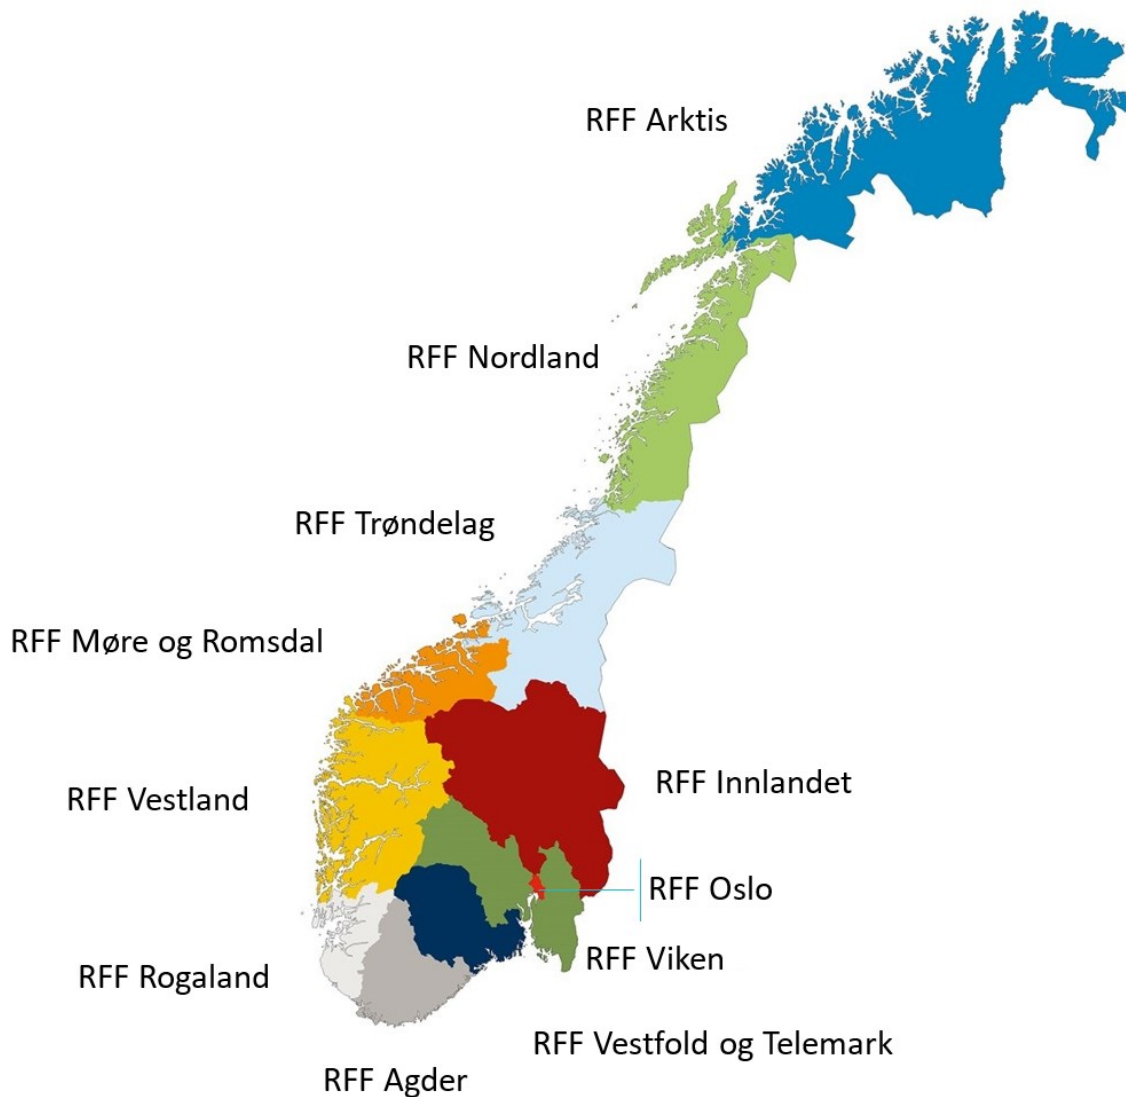 RFF Arktis
RFF Nordland
RFF Trøndelag
RFF Møre og Romsdal
RFF Vestland
RFF Innlandet
RFF Oslo
RFF Viken
RFF Rogaland
RFF Vestfold og Telemark
RFF Agder